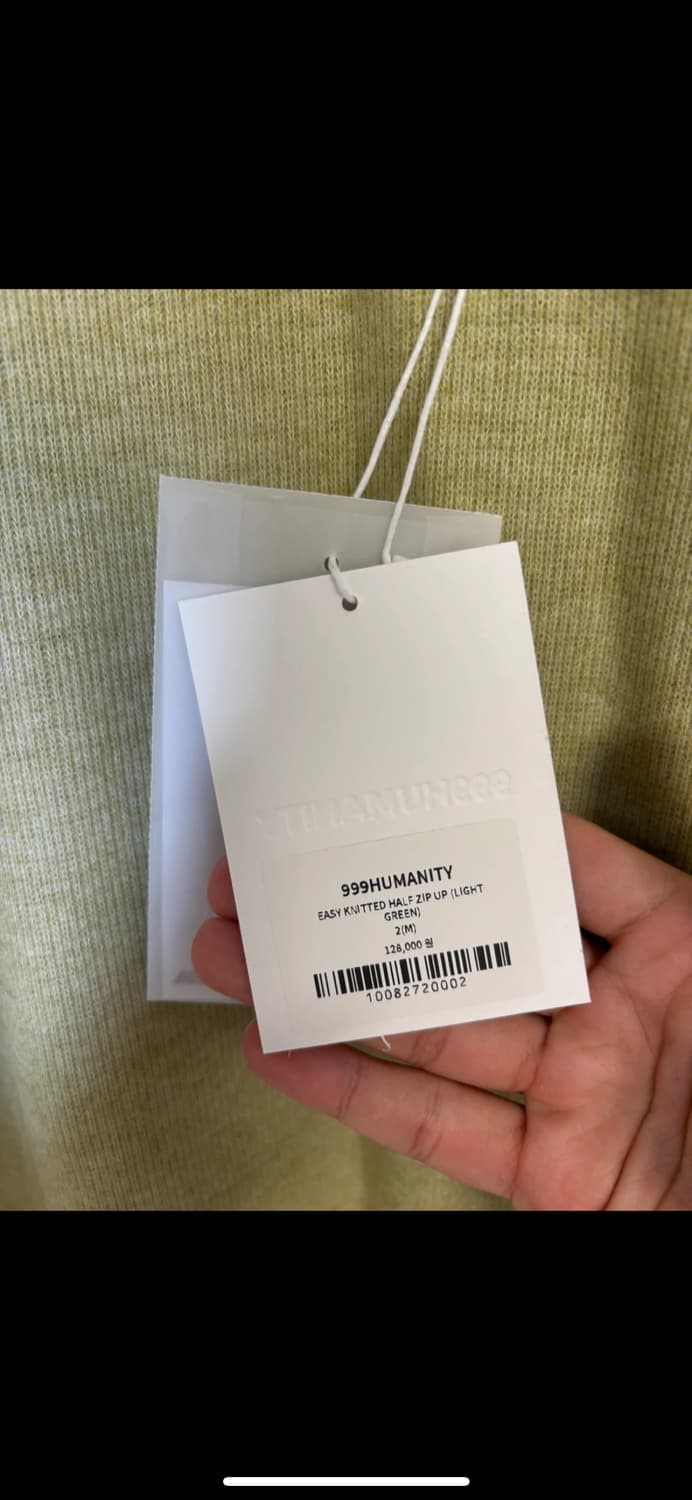 999HUMANITY
EASY KNITTED HALF ZIP UP (LIGHT
GREEN)
2(M)
128,000 원
10082720002